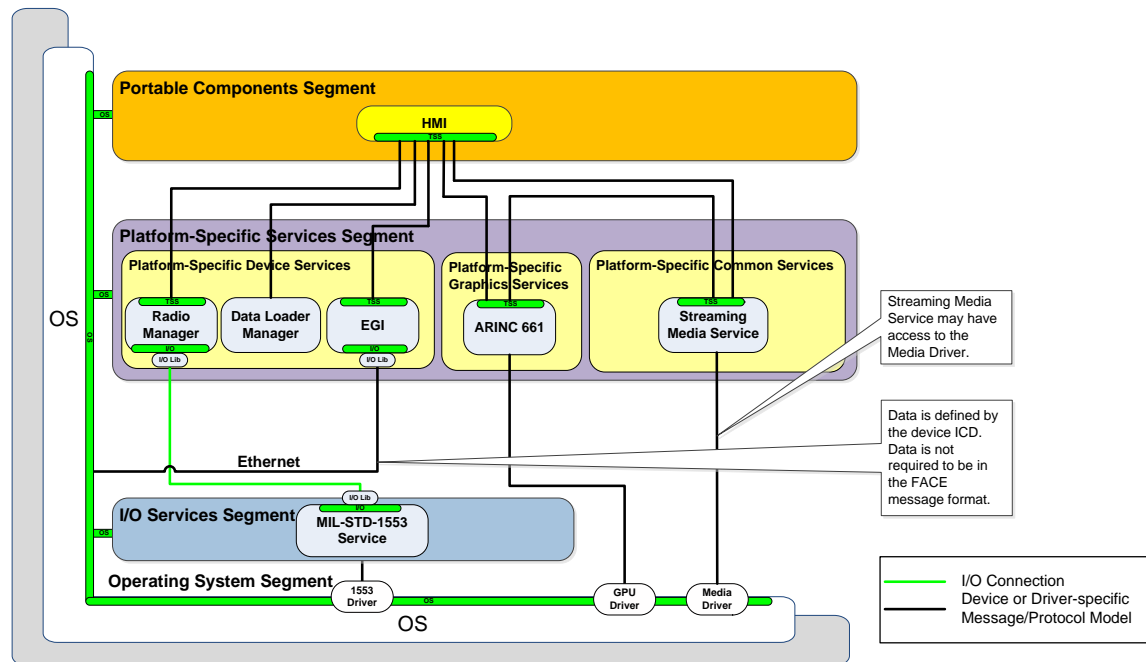 Portable Components Segment
OS
HMI
TSS
Platform-Specific Services Segment
Platform-Specific Device Services
Platform-Specific
Graphics Services
Platform-Specific Common Services
OS
TSS
Radio
Manager
I/O
I/O Lib
Data Loader
Manager
TSS
EGI
I/O
I/O Lib
TSS
ARINC 661
TSS
Streaming
Media Service
Streaming Media
Service may have
access to the
Media Driver.
OS
OS
Data is defined by
the device ICD.
Data is not
required to be in
the FACE
message format.
Ethernet
I/O Lib
I/O Services Segment
I/O
MIL-STD-1553
Service
OS
Operating System Segment
1553
Driver
OS
GPU
Driver
Media
Driver
OS
I/O Connection
Device or Driver-specific
Message/Protocol Model